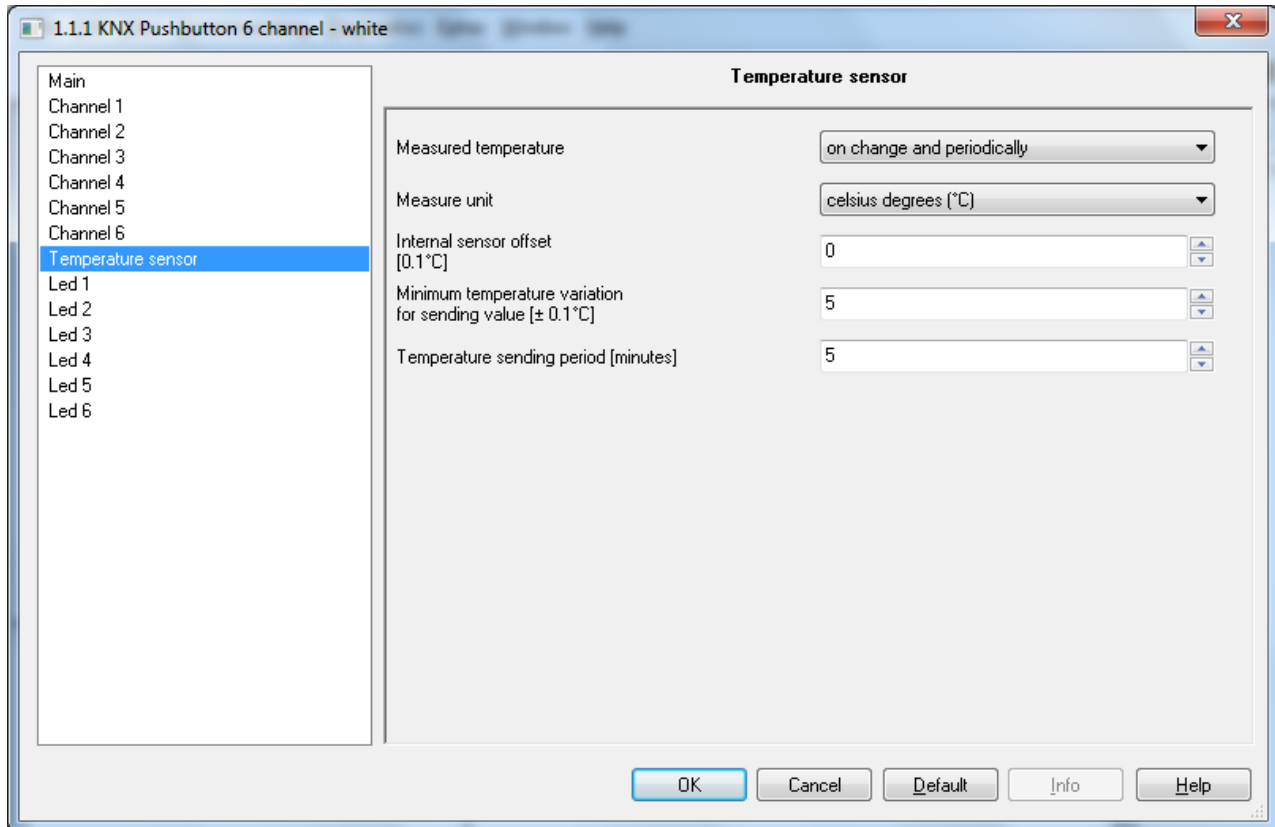 1.1.1 KNX Pushbutton 6 channel - white
Main
Channel 1
Channel 2
Channel 3
Channel 4
Channel 5
Channel 6
Temperature sensor
Led 1
Led 2
Led 3
Led 4
Led 5
Led 6
Temperature sensor
Measured temperature on change and periodically
Measure unit celsius degrees (°C)
Internal sensor offset
[0.1°C] 0
Minimum temperature variation
for sending value [± 0.1°C] 5
Temperature sending period [minutes] 5
OK Cancel Default Info Help